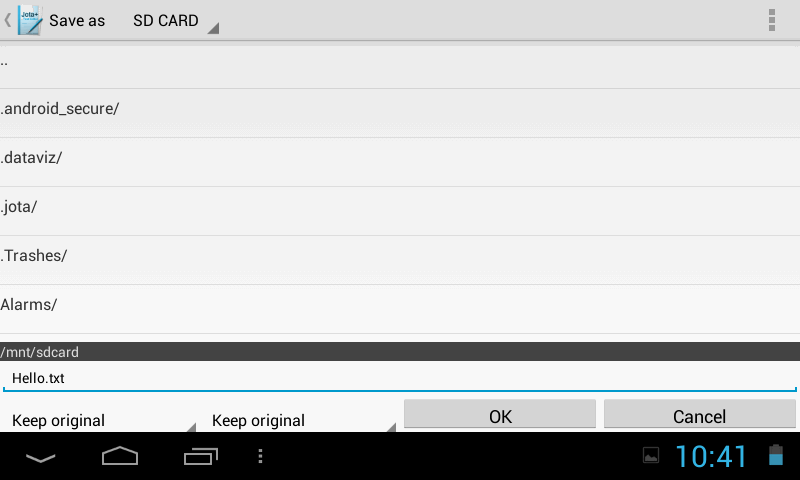 Jota+
Save as
SD CARD
..
.android_secure/
.dataviz/
.jota/
.Trashes/
Alarms/
/mnt/sdcard
Hello.txt
Keep original
Keep original
OK
Cancel
10:41